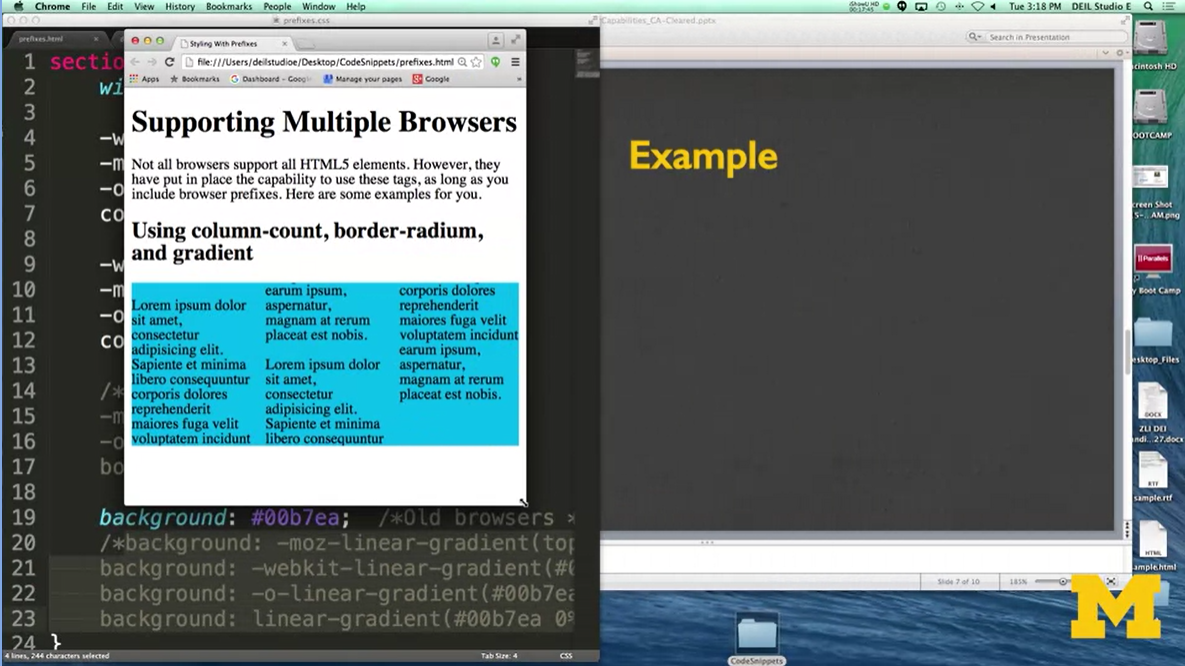 Chrome File Edit View History Bookmarks People Window Help
iShowU HD
00:17:45
Tue 3:18 PM DEIL Studio E
prefixes.css
Capabilities_CA-Cleared.pptx
prefixes.html
Styling With Prefixes
Search in Presentation
file:///Users/deilstudioe/Desktop/CodeSnippets/prefixes.html
Apps Bookmarks Dashboard - Googl Manage your pages Google »
Supporting Multiple Browsers
Not all browsers support all HTML5 elements. However, they
have put in place the capability to use these tags, as long as you
include browser prefixes. Here are some examples for you.
Using column-count, border-radium,
and gradient
Lorem ipsum dolor
sit amet,
consectetur
adipisicing elit.
Sapiente et minima
libero consequuntur
corporis dolores
reprehenderit
maiores fuga velit
voluptatem incidunt
earum ipsum,
aspernatur,
magnam at rerum
placeat est nobis.
Lorem ipsum dolor
sit amet,
consectetur
adipisicing elit.
Sapiente et minima
libero consequuntur
corporis dolores
reprehenderit
maiores fuga velit
voluptatem incidunt
earum ipsum,
aspernatur,
magnam at rerum
placeat est nobis.
1 sectio
2 wi
3
4 -w
5 -m
6 -o
7 co
8
9 -w
10 -m
11 -o
12 co
13
14 /*
15 -m
16 -o
17 bo
18
19 background: #00b7ea; /*Old browsers *
20 /*background: -moz-linear-gradient(top
21 background: -webkit-linear-gradient(#0
22 background: -o-linear-gradient(#00b7ea
23 background: linear-gradient(#00b7ea 0%
24 }
4 lines, 244 characters selected
Tab Size: 4
CSS
Example
Slide 7 of 10
185%
CodeSnippets
acintosh HD
OOTCAMP
creen Shot
5-...AM.png
Parallels
y Boot Camp
esktop_Files
DOCX
ZLI DEI
andi...27.docx
RTF
sample.rtf
HTML
ample.html
M